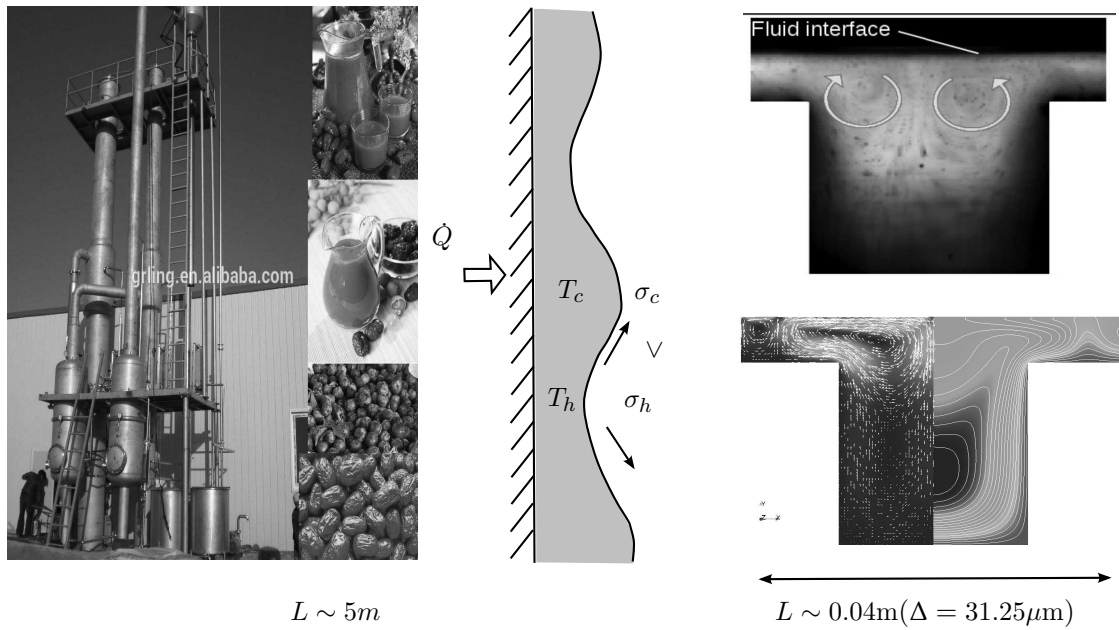 grling.en.alibaba.com
L ∼ 5m
Q̇
T_c
σ_c
∨
T_h
σ_h
Fluid interface
L ∼ 0.04m(Δ = 31.25μm)